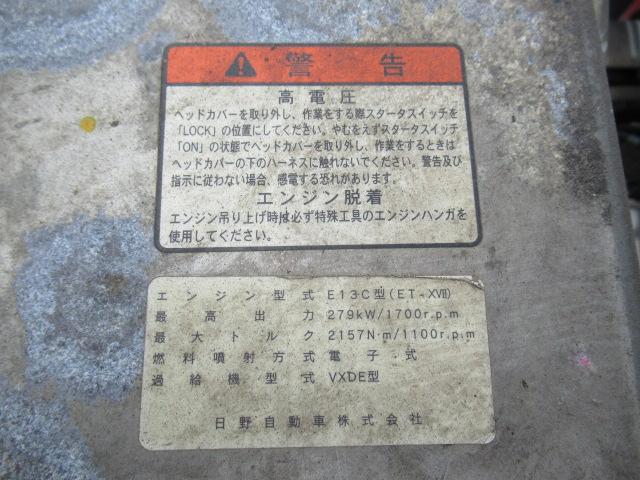 警告
高電圧
ヘッドカバーを取り外し、作業をする際スタータスイッチを
「LOCK」の位置にしてください。やむをえずスタータスイッチ
「ON」の状態でヘッドカバーを取り外し、作業をするときは
ヘッドカバーの下のハーネスに触れないでください。警告及び
指示に従わない場合、感電する恐れがあります。
エンジン脱着
エンジン吊り上げ時は必ず特殊工具のエンジンハンガを
使用してください。
エンジン型式 E13C型(ET-XVII)
最高出力 279kW/1700r.p.m
最大トルク 2157N·m/1100r.p.m
燃料噴射方式 電子式
過給機型式 VXDE型
日野自動車株式会社